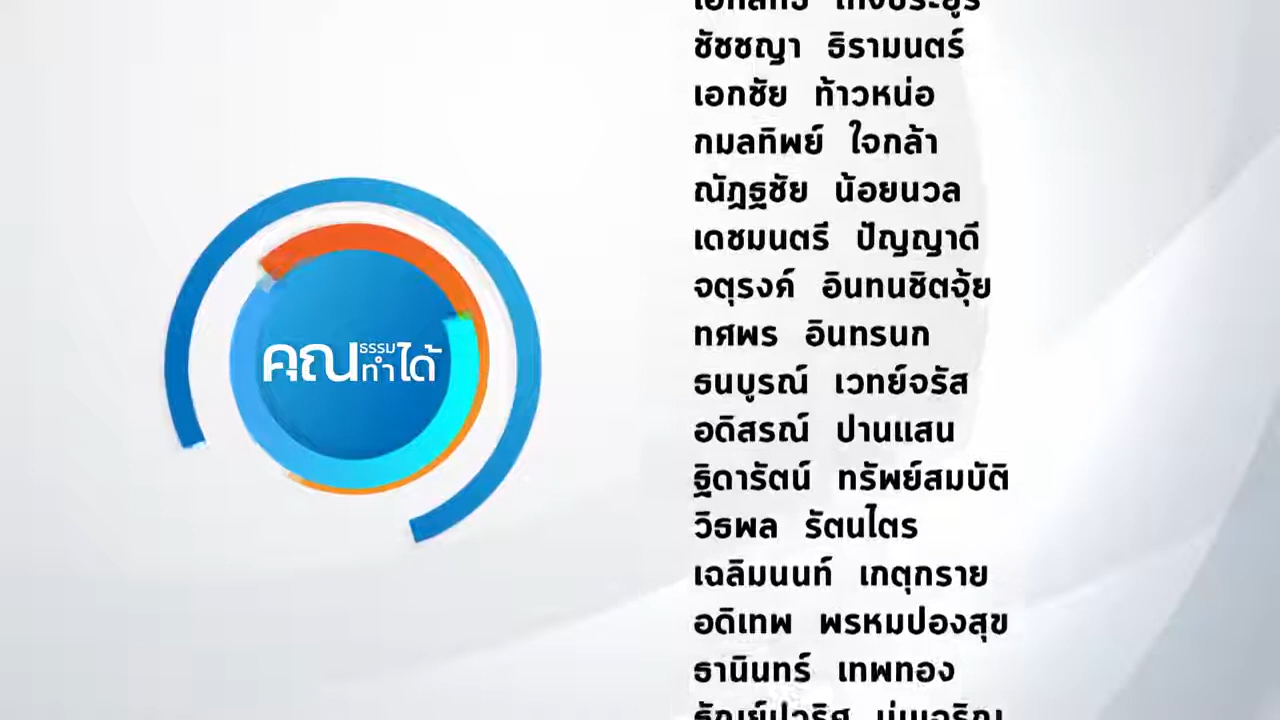 คุณธรรมทำได้
ชัชชญา ธิรามนตร์
เอกชัย ท้าวหน่อ
กมลทิพย์ ใจกล้า
ณัฏฐชัย น้อยนวล
เดชมนตรี ปัญญาดี
จตุรงค์ อินทนชิตจุ้ย
ทศพร อินทรนก
ธนบูรณ์ เวทย์จรัส
อดิสรณ์ ปานแสน
ฐิดารัตน์ ทรัพย์สมบัติ
วิธพล รัตนไตร
เฉลิมนนท์ เกตุกราย
อดิเทพ พรหมปองสุข
ธานินทร์ เทพทอง